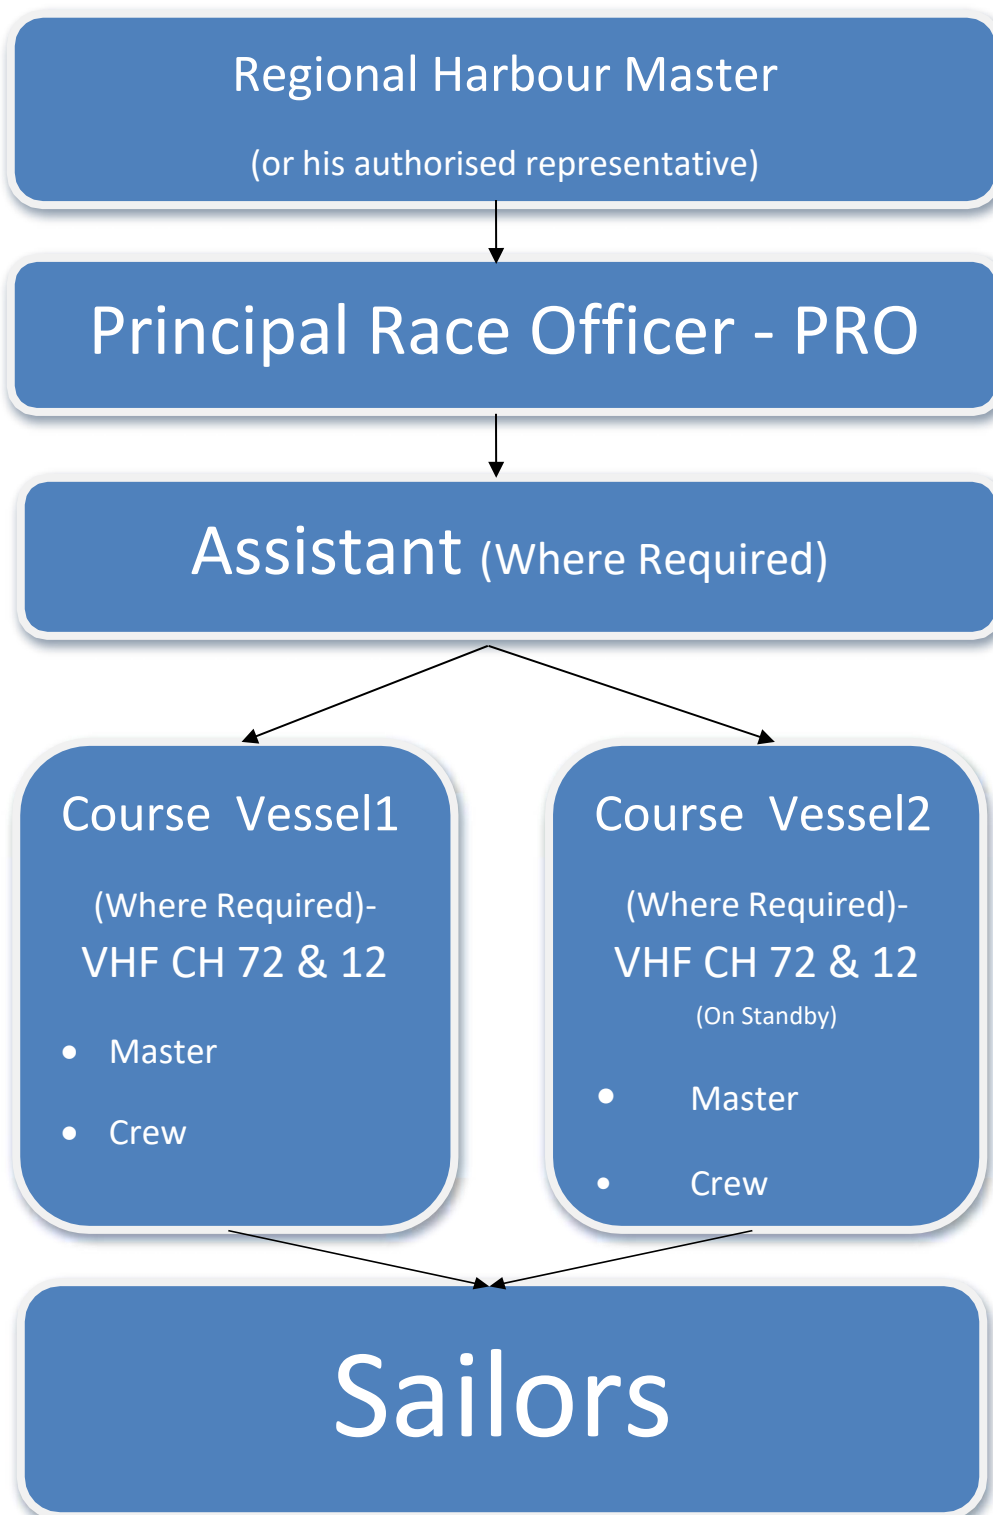 Regional Harbour Master
(or his authorised representative)
Principal Race Officer - PRO
Assistant (Where Required)
Course  Vessel1
(Where Required)-
VHF CH 72 & 12
• Master
• Crew
Course  Vessel2
(Where Required)-
VHF CH 72 & 12
(On Standby)
• Master
• Crew
Sailors